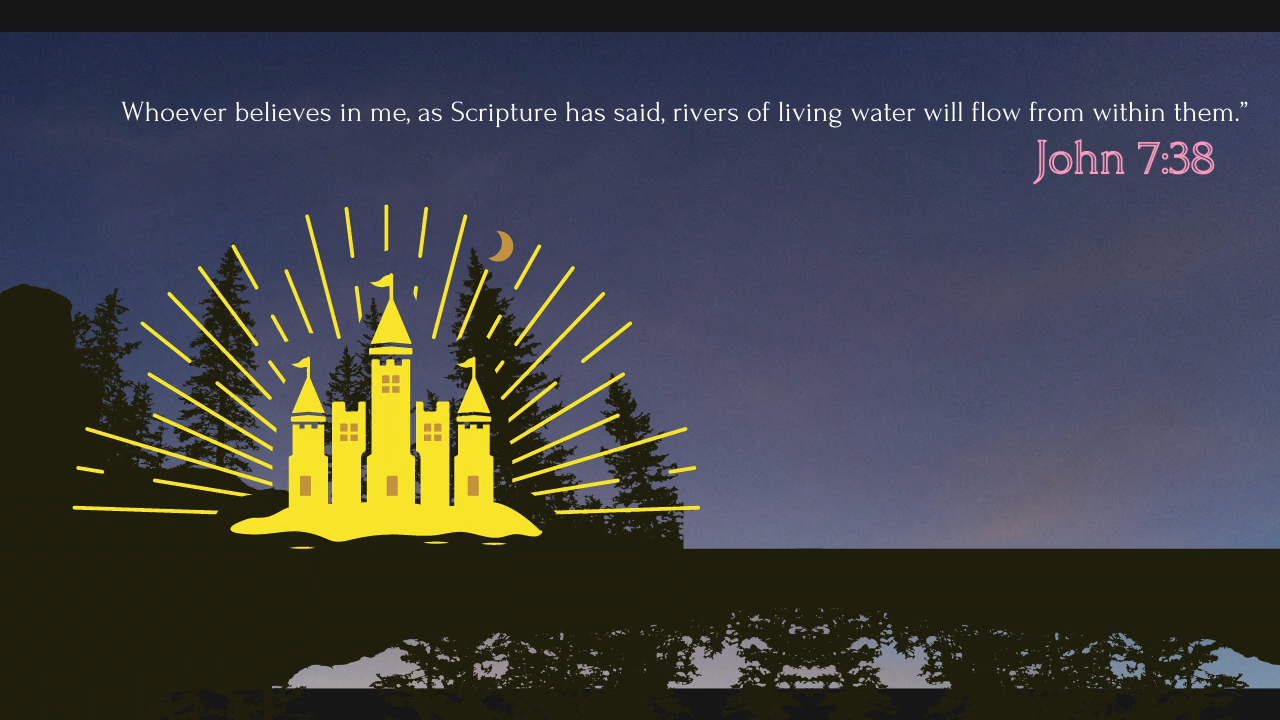 Whoever believes in me, as Scripture has said, rivers of living water will flow from within them.”
John 7:38